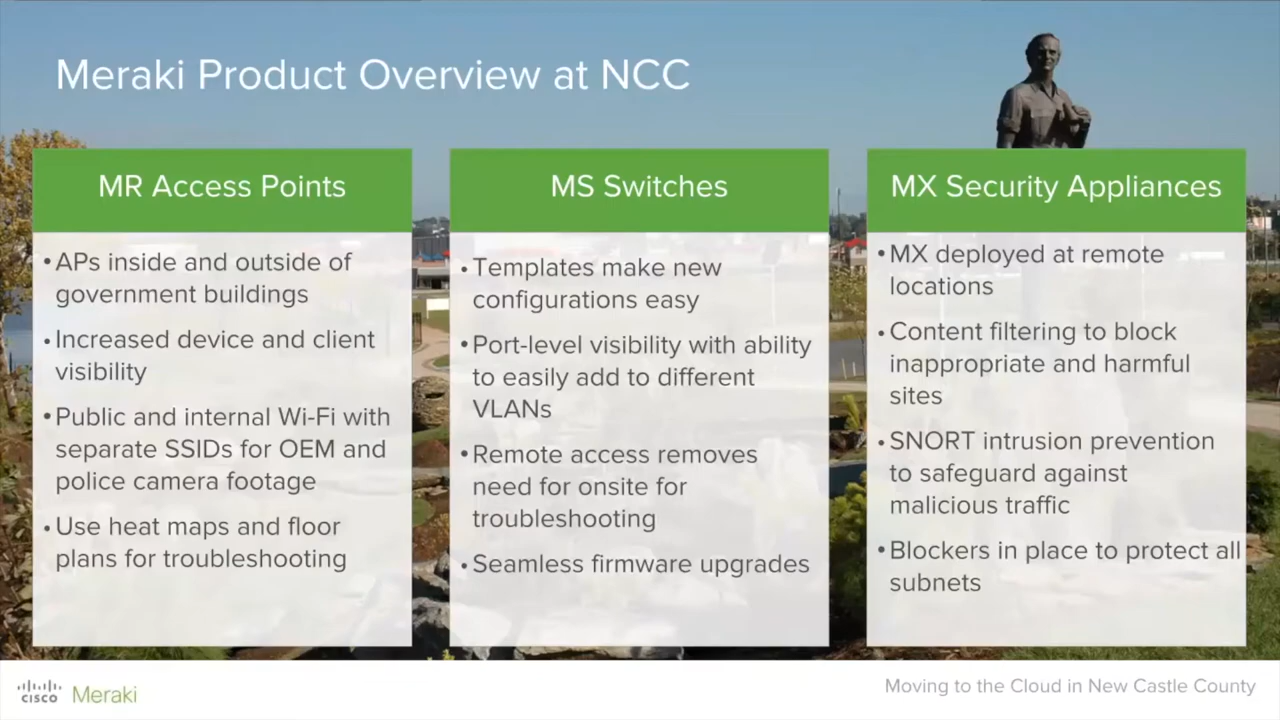 Meraki Product Overview at NCC
MR Access Points
• APs inside and outside of
government buildings
• Increased device and client
visibility
• Public and internal Wi-Fi with
separate SSIDs for OEM and
police camera footage
• Use heat maps and floor
plans for troubleshooting
MS Switches
• Templates make new
configurations easy
• Port-level visibility with ability
to easily add to different
VLANs
• Remote access removes
need for onsite for
troubleshooting
• Seamless firmware upgrades
MX Security Appliances
• MX deployed at remote
locations
• Content filtering to block
inappropriate and harmful
sites
• SNORT intrusion prevention
to safeguard against
malicious traffic
• Blockers in place to protect all
subnets
CISCO Meraki
Moving to the Cloud in New Castle County